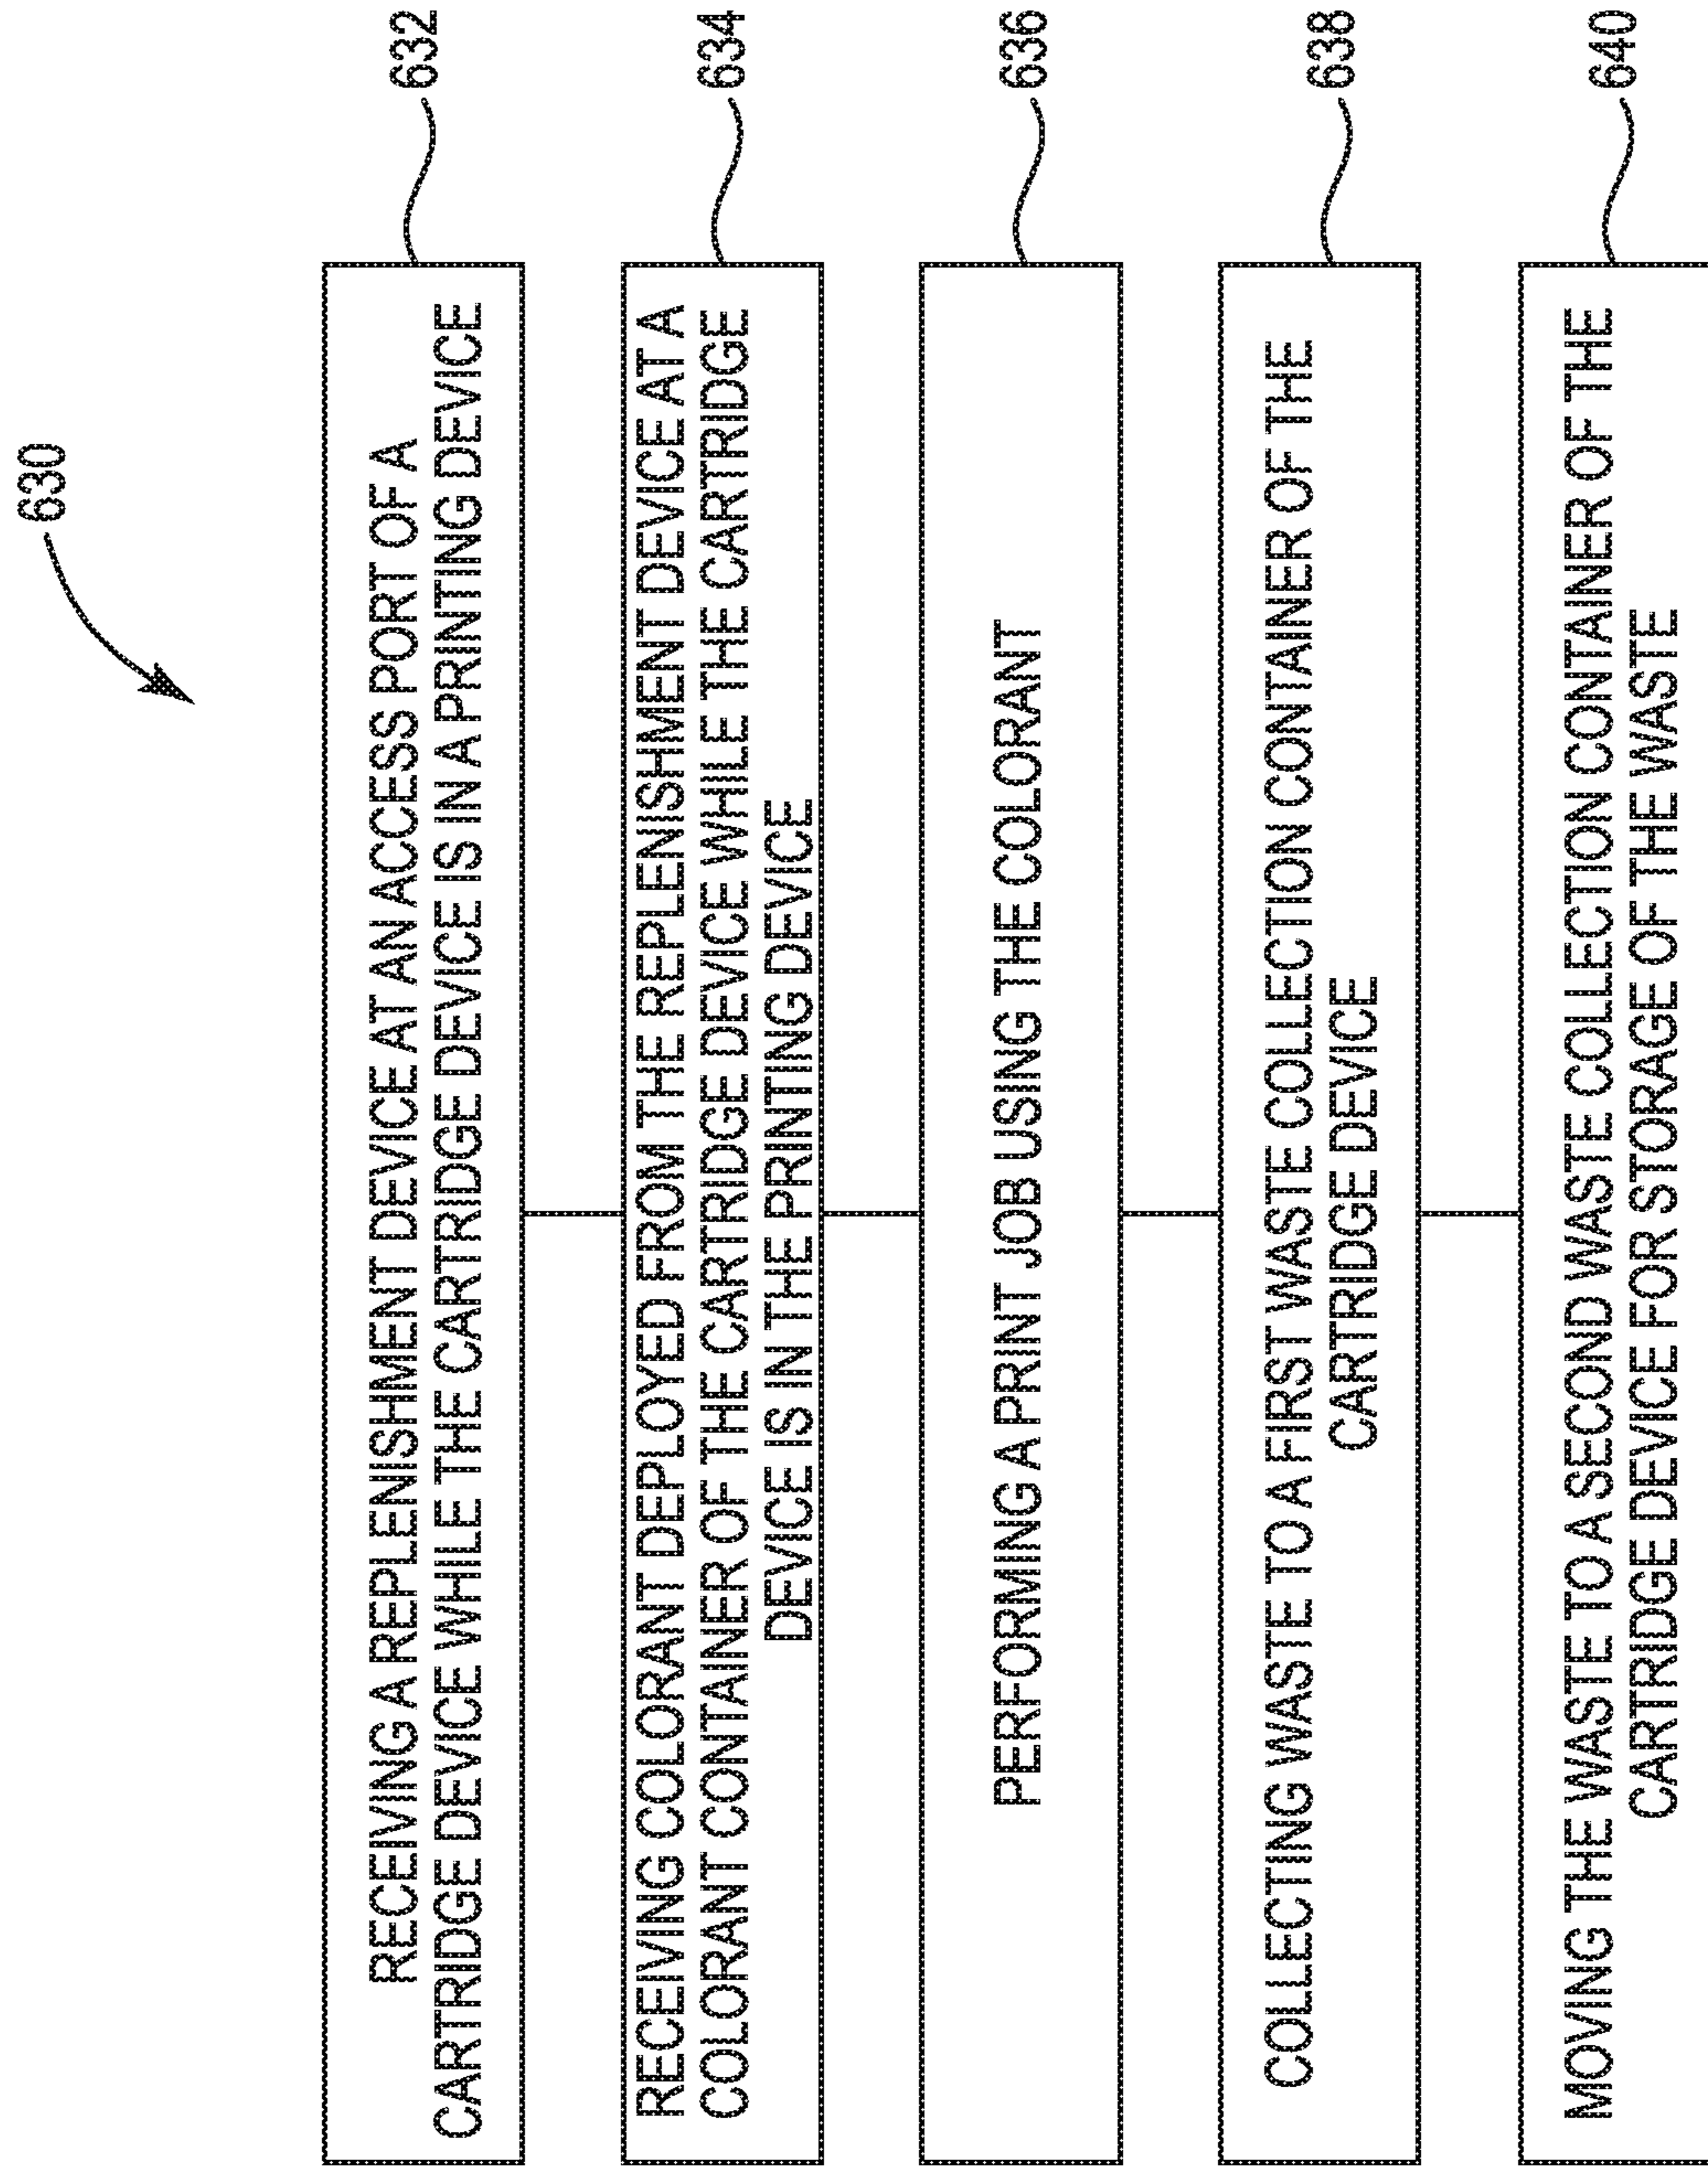 630
RECEIVING A REPLENISHMENT DEVICE AT AN ACCESS PORT OF A
CARTRIDGE DEVICE WHILE THE CARTRIDGE DEVICE IS IN A PRINTING DEVICE
632
RECEIVING COLORANT DEPLOYED FROM THE REPLENISHMENT DEVICE AT A
COLORANT CONTAINER OF THE CARTRIDGE DEVICE WHILE THE CARTRIDGE
DEVICE IS IN THE PRINTING DEVICE
634
PERFORMING A PRINT JOB USING THE COLORANT
636
COLLECTING WASTE TO A FIRST WASTE COLLECTION CONTAINER OF THE
CARTRIDGE DEVICE
638
MOVING THE WASTE TO A SECOND WASTE COLLECTION CONTAINER OF THE
CARTRIDGE DEVICE FOR STORAGE OF THE WASTE
640